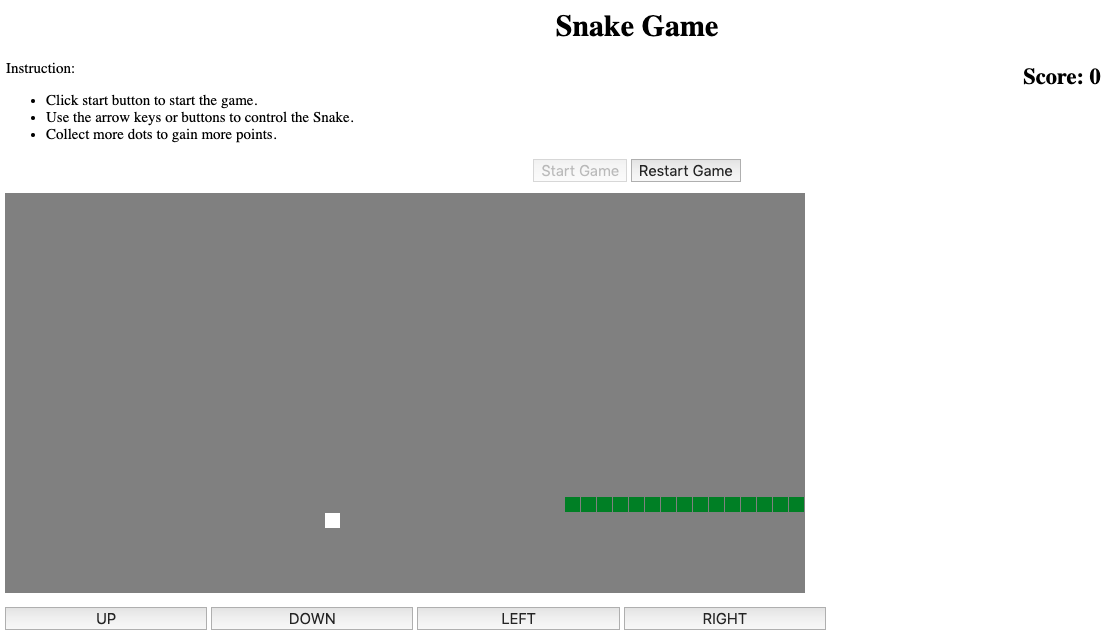 Snake Game
Instruction:
Score: 0
Click start button to start the game.
Use the arrow keys or buttons to control the Snake.
Collect more dots to gain more points.
Start Game Restart Game
UP DOWN LEFT RIGHT